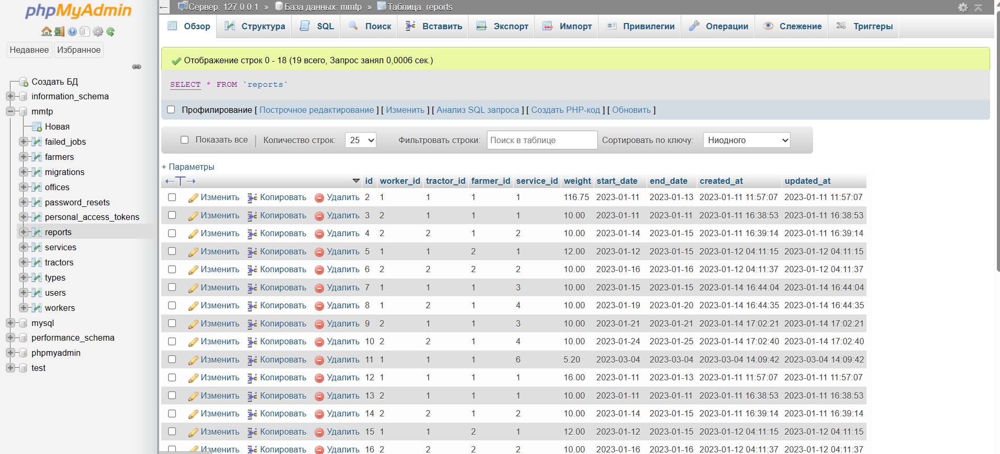 phpMyAdmin
Недавнее Избранное
Создать БД
information_schema
mmtp
Новая
failed_jobs
farmers
migrations
offices
password_resets
personal_access_tokens
reports
services
tractors
types
users
workers
mysql
performance_schema
phpmyadmin
test
← Сервер: 127.0.0.1 » База данных: mmtp » Таблица: reports
Обзор Структура SQL Поиск Вставить Экспорт Импорт Привилегии Операции Слежение Триггеры
Отображение строк 0 - 18 (19 всего, Запрос занял 0,0006 сек.)
SELECT * FROM `reports`
Профилирование [ Построчное редактирование ] [ Изменить ] [ Анализ SQL запроса ] [ Создать PHP-код ] [ Обновить ]
Показать все | Количество строк: 25 Фильтровать строки: Поиск в таблице Сортировать по ключу: Ниодного
+ Параметры
←T→ id worker_id tractor_id farmer_id service_id weight start_date end_date created_at updated_at
Изменить Копировать Удалить 2 1 1 1 1 116.75 2023-01-11 2023-01-13 2023-01-11 11:57:07 2023-01-11 11:57:07
Изменить Копировать Удалить 3 2 1 1 1 10.00 2023-01-11 2023-01-11 2023-01-11 16:38:53 2023-01-11 16:38:53
Изменить Копировать Удалить 4 2 2 1 2 10.00 2023-01-14 2023-01-15 2023-01-11 16:39:14 2023-01-11 16:39:14
Изменить Копировать Удалить 5 1 1 2 1 12.00 2023-01-12 2023-01-15 2023-01-12 04:11:15 2023-01-12 04:11:15
Изменить Копировать Удалить 6 2 2 2 2 10.00 2023-01-16 2023-01-16 2023-01-12 04:11:37 2023-01-12 04:11:37
Изменить Копировать Удалить 7 1 1 1 3 10.00 2023-01-15 2023-01-15 2023-01-14 16:44:04 2023-01-14 16:44:04
Изменить Копировать Удалить 8 1 2 1 4 10.00 2023-01-19 2023-01-20 2023-01-14 16:44:35 2023-01-14 16:44:35
Изменить Копировать Удалить 9 2 1 1 3 10.00 2023-01-21 2023-01-21 2023-01-14 17:02:21 2023-01-14 17:02:21
Изменить Копировать Удалить 10 2 2 1 4 10.00 2023-01-24 2023-01-25 2023-01-14 17:02:40 2023-01-14 17:02:40
Изменить Копировать Удалить 11 1 1 1 6 5.20 2023-03-04 2023-03-04 2023-03-04 14:09:42 2023-03-04 14:09:42
Изменить Копировать Удалить 12 1 1 1 1 16.00 2023-01-11 2023-01-13 2023-01-11 11:57:07 2023-01-11 11:57:07
Изменить Копировать Удалить 13 2 1 1 1 10.00 2023-01-11 2023-01-11 2023-01-11 16:38:53 2023-01-11 16:38:53
Изменить Копировать Удалить 14 2 2 1 2 10.00 2023-01-14 2023-01-15 2023-01-11 16:39:14 2023-01-11 16:39:14
Изменить Копировать Удалить 15 1 1 2 1 12.00 2023-01-12 2023-01-15 2023-01-12 04:11:15 2023-01-12 04:11:15
Изменить Копировать Удалить 16 2 2 2 2 10.00 2023-01-16 2023-01-16 2023-01-12 04:11:37 2023-01-12 04:11:37